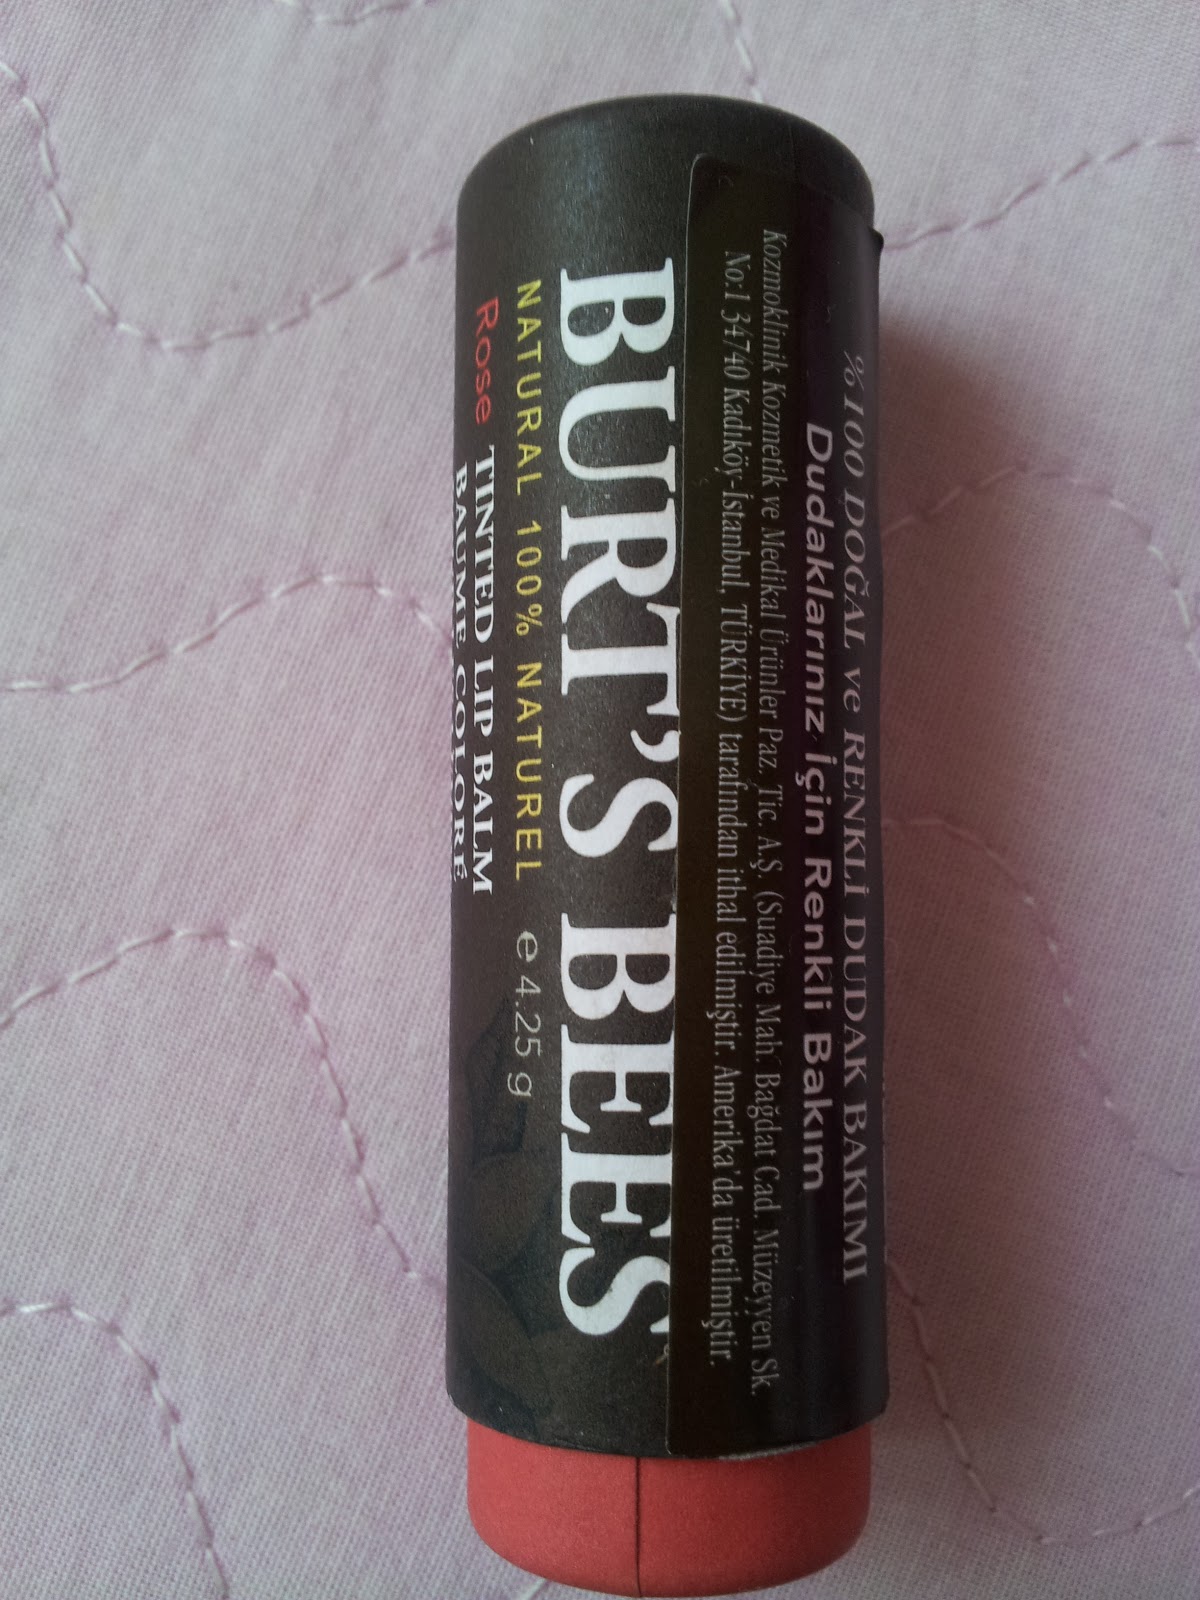 % 100 DOĞAL ve RENKLİ DUDAK BAKIMI
Dudaklarınız İçin Renkli Bakım
Kozmoklinik Kozmetik ve Medikal Ürünler Paz. Tic. A.Ş. (Suadiye Mah. Bağdat Cad. Müzeyyen Sk.
No:1 34740 Kadıköy-İstanbul, TÜRKİYE) tarafından ithal edilmiştir. Amerika'da üretilmiştir.
BURT'S BEES
NATURAL 100% NATUREL e 4.25 g
Rose TINTED LIP BALM
BAUME COLORÉ